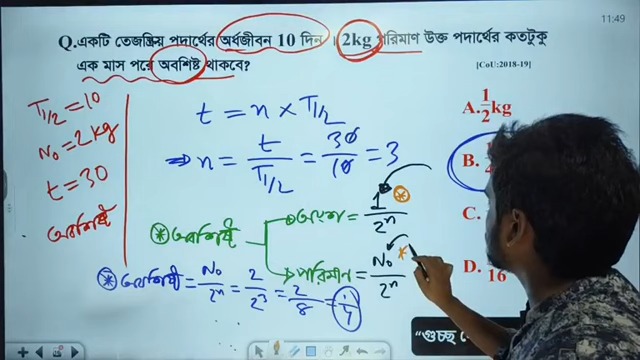 11:49
Q.একটি তেজষ্ক্রিয় পদার্থের অর্ধজীবন 10 দিন । 2kg পরিমাণ উক্ত পদার্থের কতটুকু
এক মাস পরে অবশিষ্ট থাকবে?
[CoU:2018-19]
T1/2 = 10
N₀ = 2 kg
t = 30
অবশিষ্ট
t = n × T1/2
⇒ n = t/T1/2 = 30/10 = 3
অবশিষ্ট
অংশ = 1/2ⁿ
পরিমান = N₀/2ⁿ
অবশিষ্ট = N₀/2ⁿ = 2/2³ = 2/8 = 1/4
A. 1/2 kg
B.
C.
D.
16
"গুচ্ছ